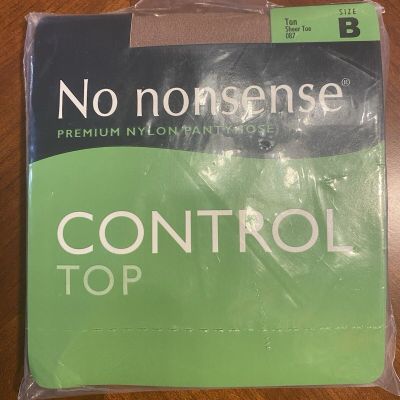 Tan
Sheer Toe
087
SIZE
B
No nonsense®
PREMIUM NYLON PANTYHOSE
CONTROL
TOP